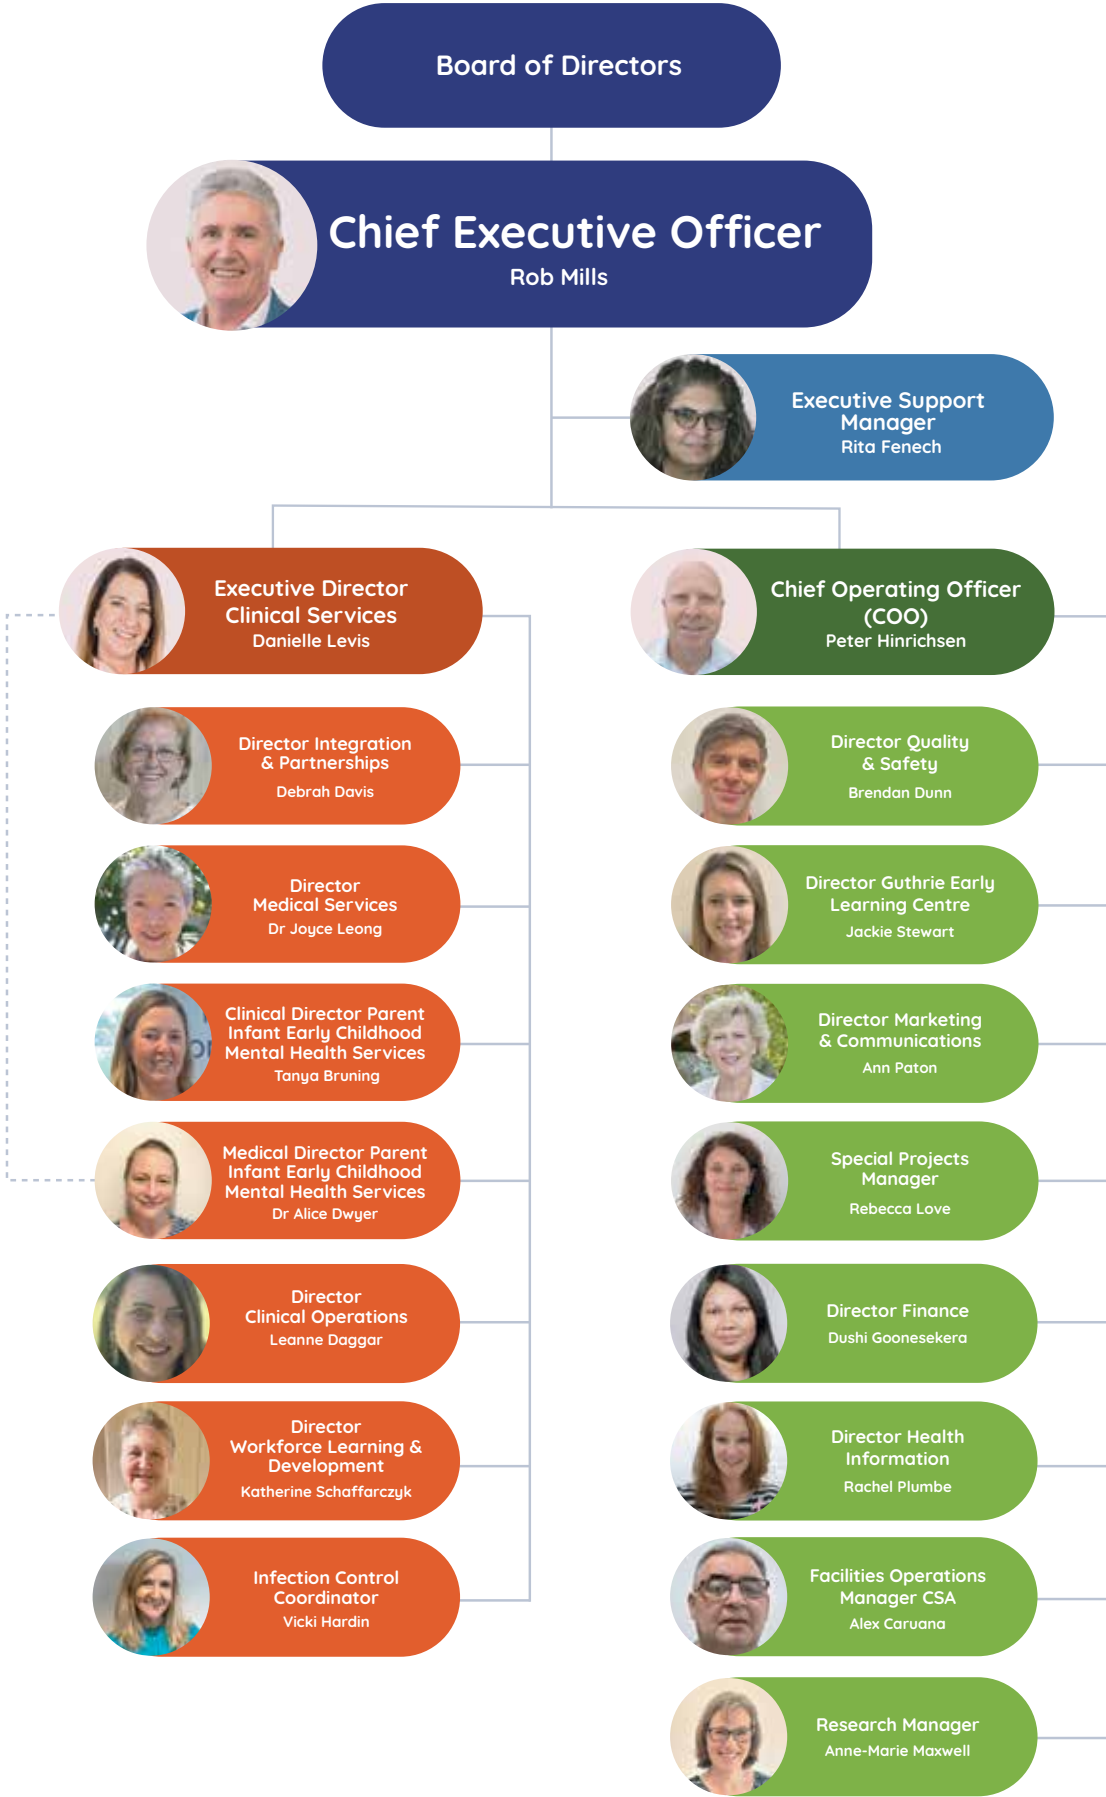 Board of Directors
Chief Executive Officer
Rob Mills
Executive Support
Manager
Rita Fenech
Executive Director
Clinical Services
Danielle Levis
Director Integration
& Partnerships
Debrah Davis
Director
Medical Services
Dr Joyce Leong
Clinical Director Parent
Infant Early Childhood
Mental Health Services
Tanya Bruning
Medical Director Parent
Infant Early Childhood
Mental Health Services
Dr Alice Dwyer
Director
Clinical Operations
Leanne Daggar
Director
Workforce Learning &
Development
Katherine Schaffarczyk
Infection Control
Coordinator
Vicki Hardin
Chief Operating Officer
(COO)
Peter Hinrichsen
Director Quality
& Safety
Brendan Dunn
Director Guthrie Early
Learning Centre
Jackie Stewart
Director Marketing
& Communications
Ann Paton
Special Projects
Manager
Rebecca Love
Director Finance
Dushi Goonesekera
Director Health
Information
Rachel Plumbe
Facilities Operations
Manager CSA
Alex Caruana
Research Manager
Anne-Marie Maxwell